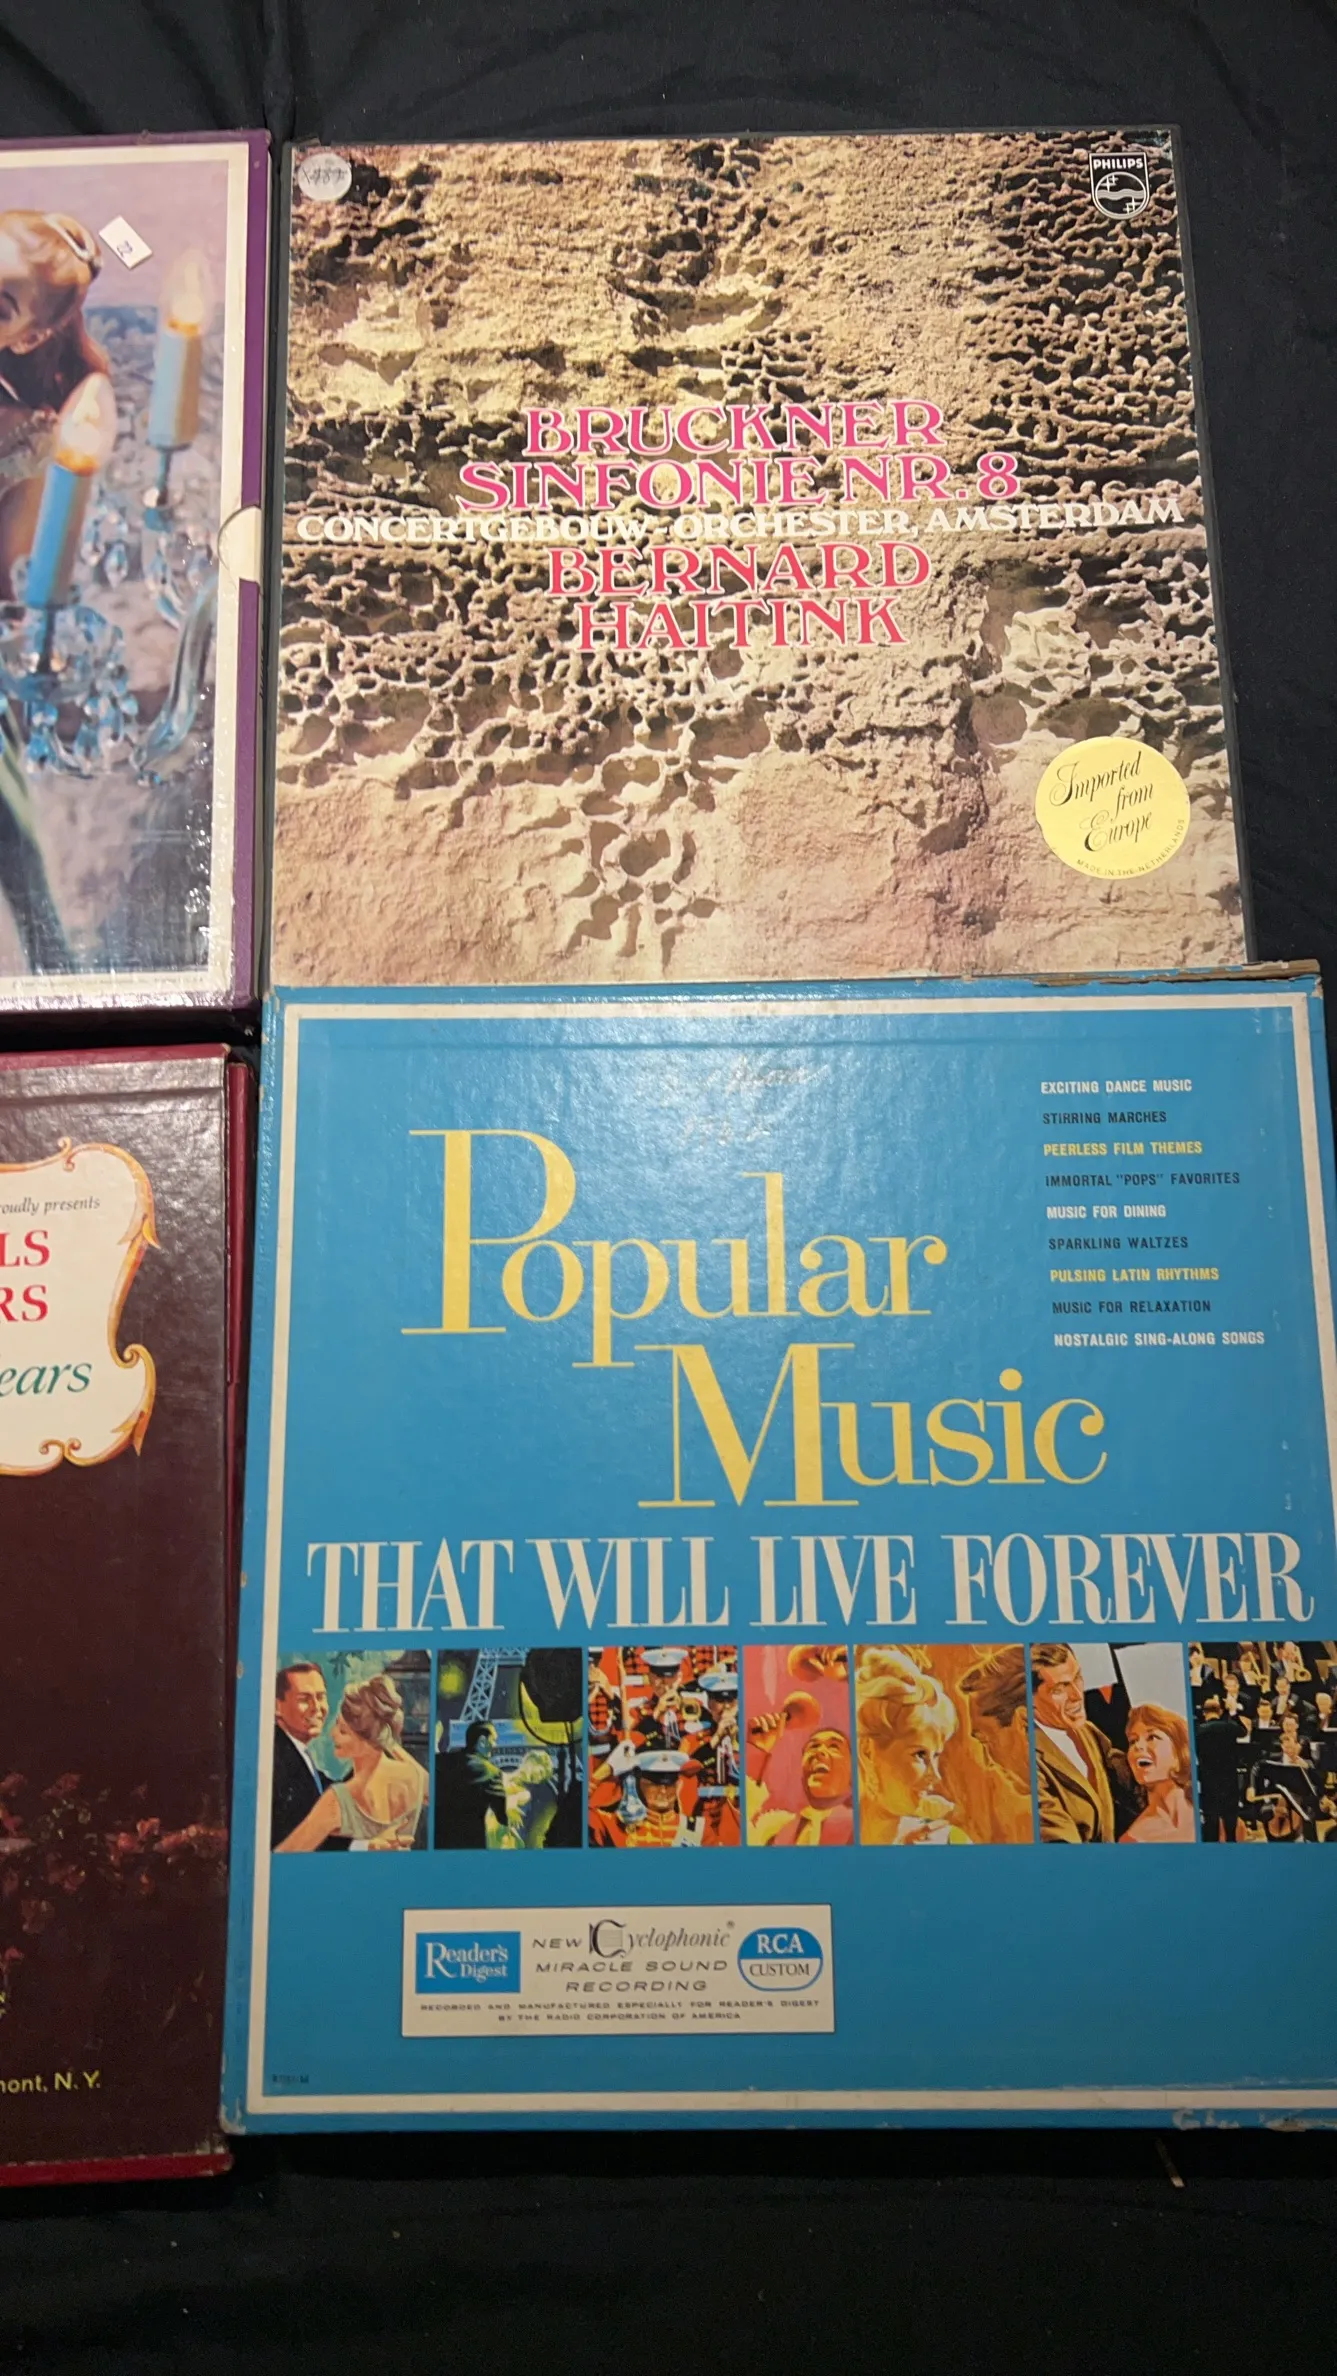 PHILIPS
BRUCKNER
SINFONIE NR. 8
CONCERTGEBOUW-ORCHESTER, AMSTERDAM
BERNARD
HAITINK
Imported
from
Europe
MADE IN THE NETHERLANDS
oudly presents
LS
RS
ears
ont, N.Y.
EXCITING DANCE MUSIC
STIRRING MARCHES
PEERLESS FILM THEMES
IMMORTAL "POPS" FAVORITES
MUSIC FOR DINING
SPARKLING WALTZES
PULSING LATIN RHYTHMS
MUSIC FOR RELAXATION
NOSTALGIC SING-ALONG SONGS
Popular
Music
THAT WILL LIVE FOREVER
Reader's
Digest
NEW Cyclophonic®
MIRACLE SOUND
RECORDING
RCA
CUSTOM
RECORDED AND MANUFACTURED ESPECIALLY FOR READER'S DIGEST
BY THE RADIO CORPORATION OF AMERICA